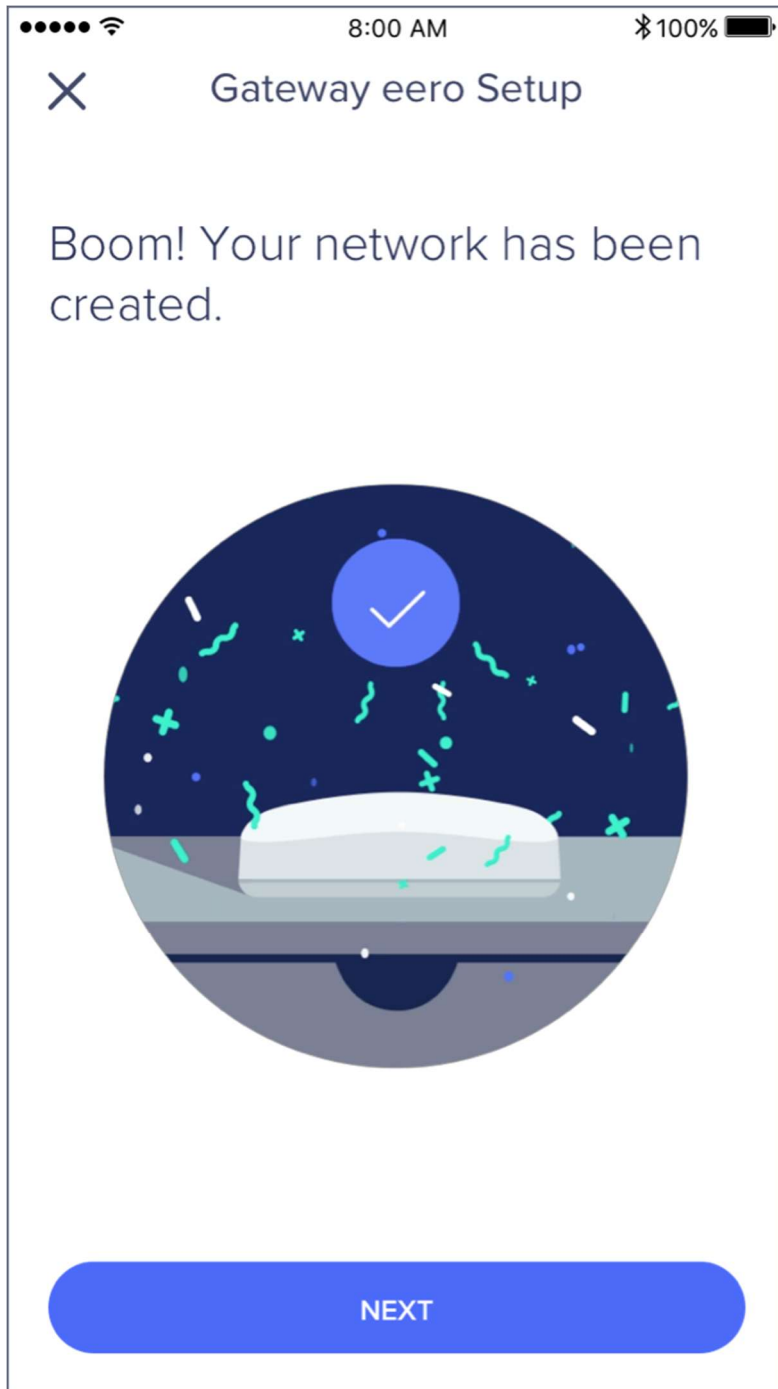 8:00 AM
100%
Gateway eero Setup
Boom! Your network has been
created.
NEXT